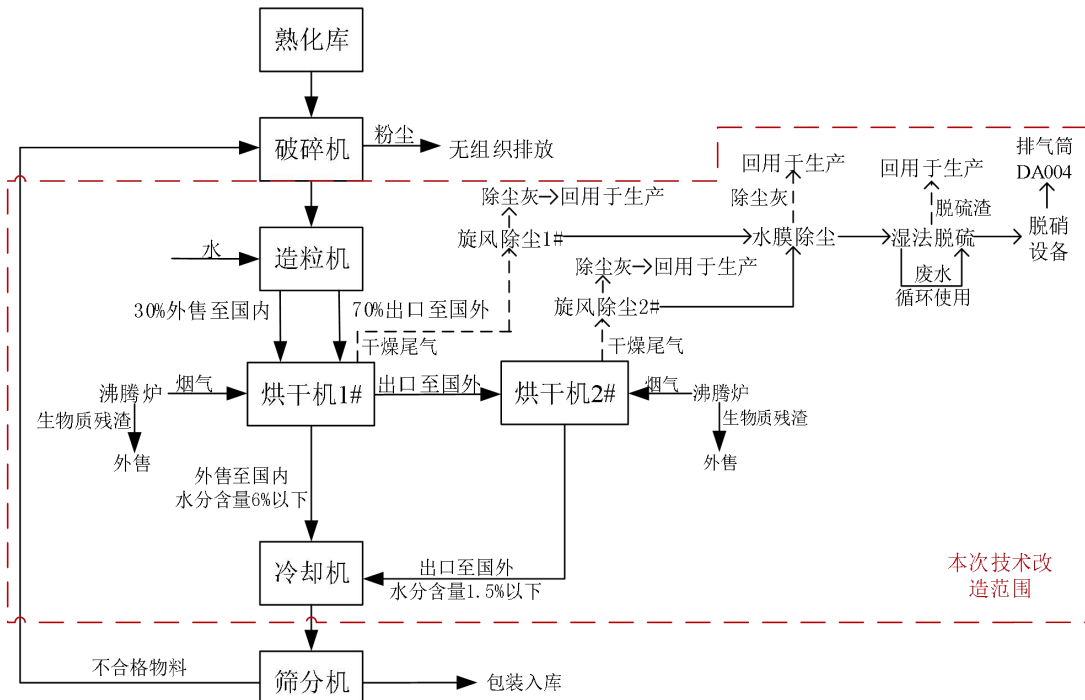 熟化库
破碎机
粉尘
无组织排放
排气筒
DA004
回用于生产
回用于生产
除尘灰
回用于生产
除尘灰
脱硫渣
水
造粒机
旋风除尘1#
水膜除尘
湿法脱硫
脱硝
设备
除尘灰
回用于生产
废水
循环使用
30%外售至国内
70%出口至国外
旋风除尘2#
干燥尾气
干燥尾气
沸腾炉
烟气
烘干机1#
出口至国外
烘干机2#
烟气
沸腾炉
生物质残渣
生物质残渣
外售
外售
外售至国内
水分含量6%以下
冷却机
出口至国外
水分含量1.5%以下
本次技术改
造范围
不合格物料
筛分机
包装入库